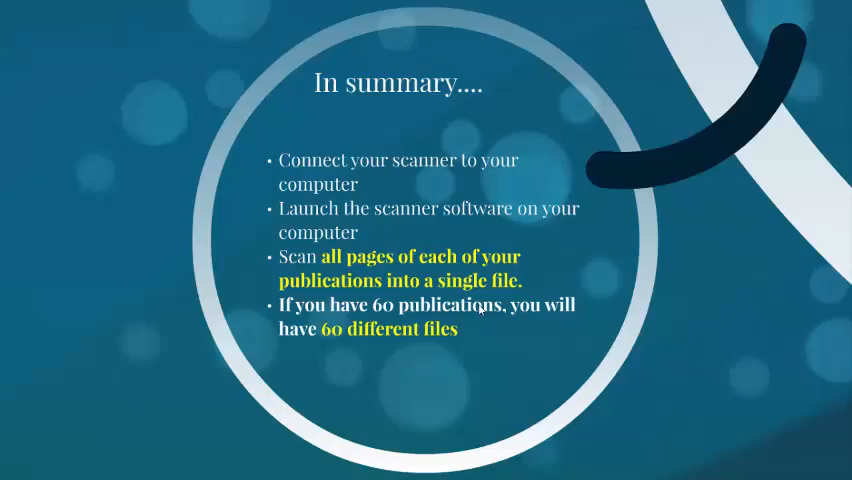 In summary....
• Connect your scanner to your
computer
• Launch the scanner software on your
computer
• Scan all pages of each of your
publications into a single file.
• If you have 60 publications, you will
have 60 different files